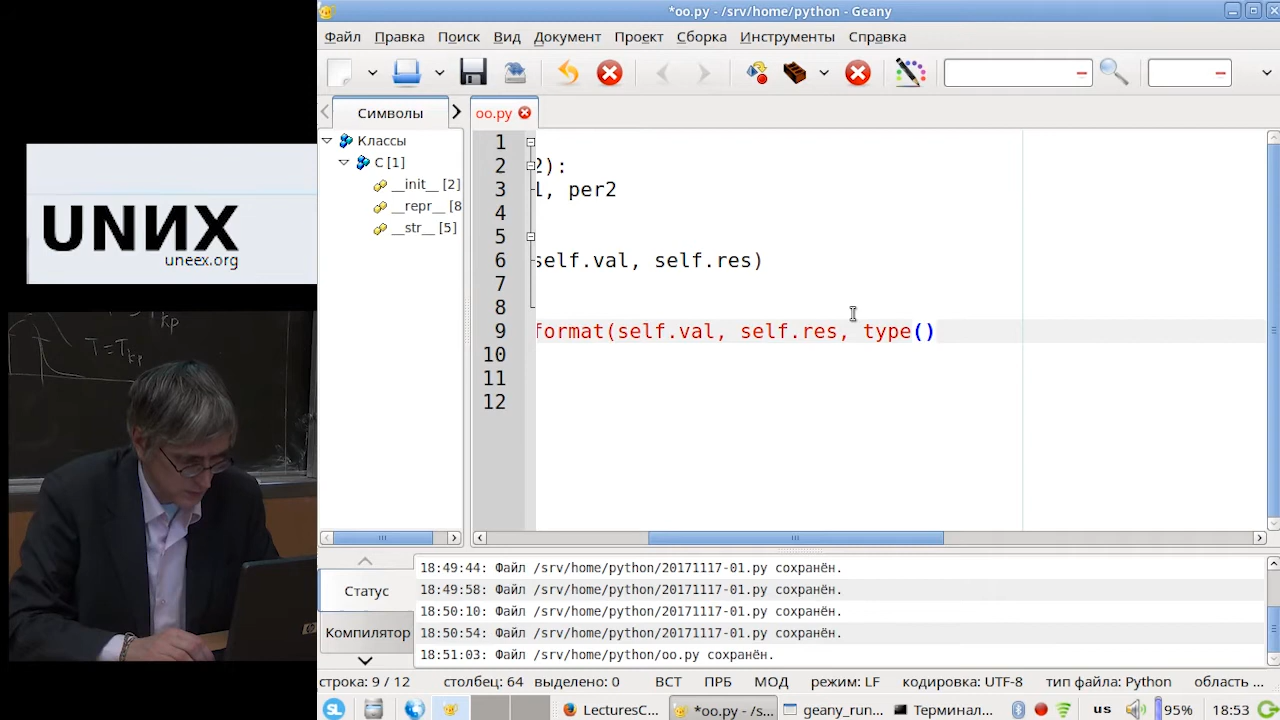 UNИX
uneex.org
T = Tкр
*oo.py - /srv/home/python - Geany
Файл Правка Поиск Вид Документ Проект Сборка Инструменты Справка
Символы
oo.py
Классы
C [1]
__init__ [2]
__repr__ [8
__str__ [5]
1
2 2):
3 1, per2
4
5
6 self.val, self.res)
7
8
9 format(self.val, self.res, type()
10
11
12
Статус
Компилятор
18:49:44: Файл /srv/home/python/20171117-01.py сохранён.
18:49:58: Файл /srv/home/python/20171117-01.py сохранён.
18:50:10: Файл /srv/home/python/20171117-01.py сохранён.
18:50:54: Файл /srv/home/python/20171117-01.py сохранён.
18:51:03: Файл /srv/home/python/oo.py сохранён.
строка: 9 / 12 столбец: 64 выделено: 0 ВСТ ПРБ МОД режим: LF кодировка: UTF-8 тип файла: Python область ...
SL LecturesC... *oo.py - /s... geany_run... Терминал... us 95% 18:53